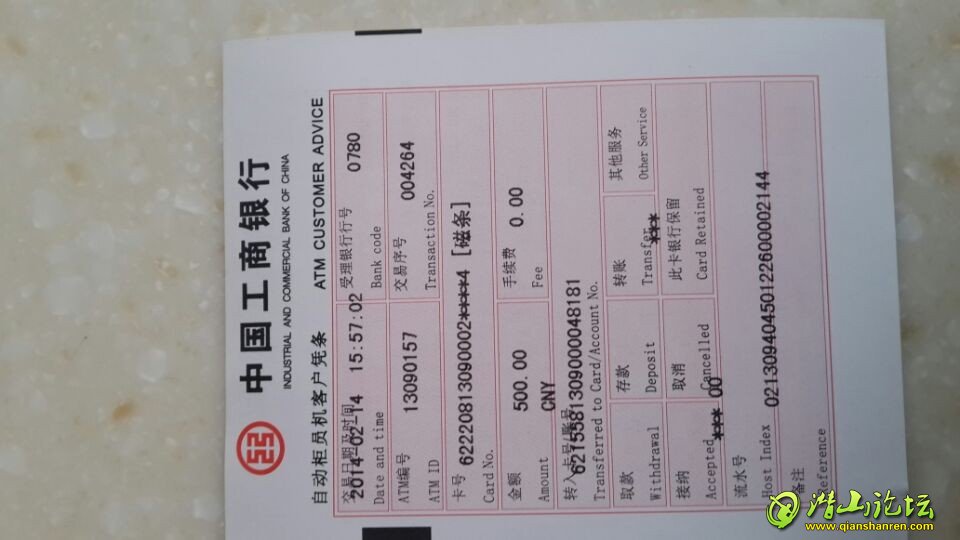 中国工商银行
INDUSTRIAL AND COMMERCIAL BANK OF CHINA
自动柜员机客户凭条 ATM CUSTOMER ADVICE
交易日期及时间 受理银行行号
2014-02-14 15:57:02 0780
Date and time Bank code
ATM编号 13090157 交易序号 004264
ATM ID Transaction No.
卡号 62220813090002****4 [磁条]
Card No.
金额 500.00 手续费 0.00
Amount CNY Fee
转入卡号/账号
6215581309000048181
Transferred to Card/Account No.
取款 存款 转账 其他服务
Withdrawal Deposit Transfer Other Service
***
接纳 取消 此卡银行保留
Accepted Cancelled Card Retained
*** 00
流水号
Host Index 0213094045012260000021​44
备注
Reference
潜山论坛
www.qianshanren.com